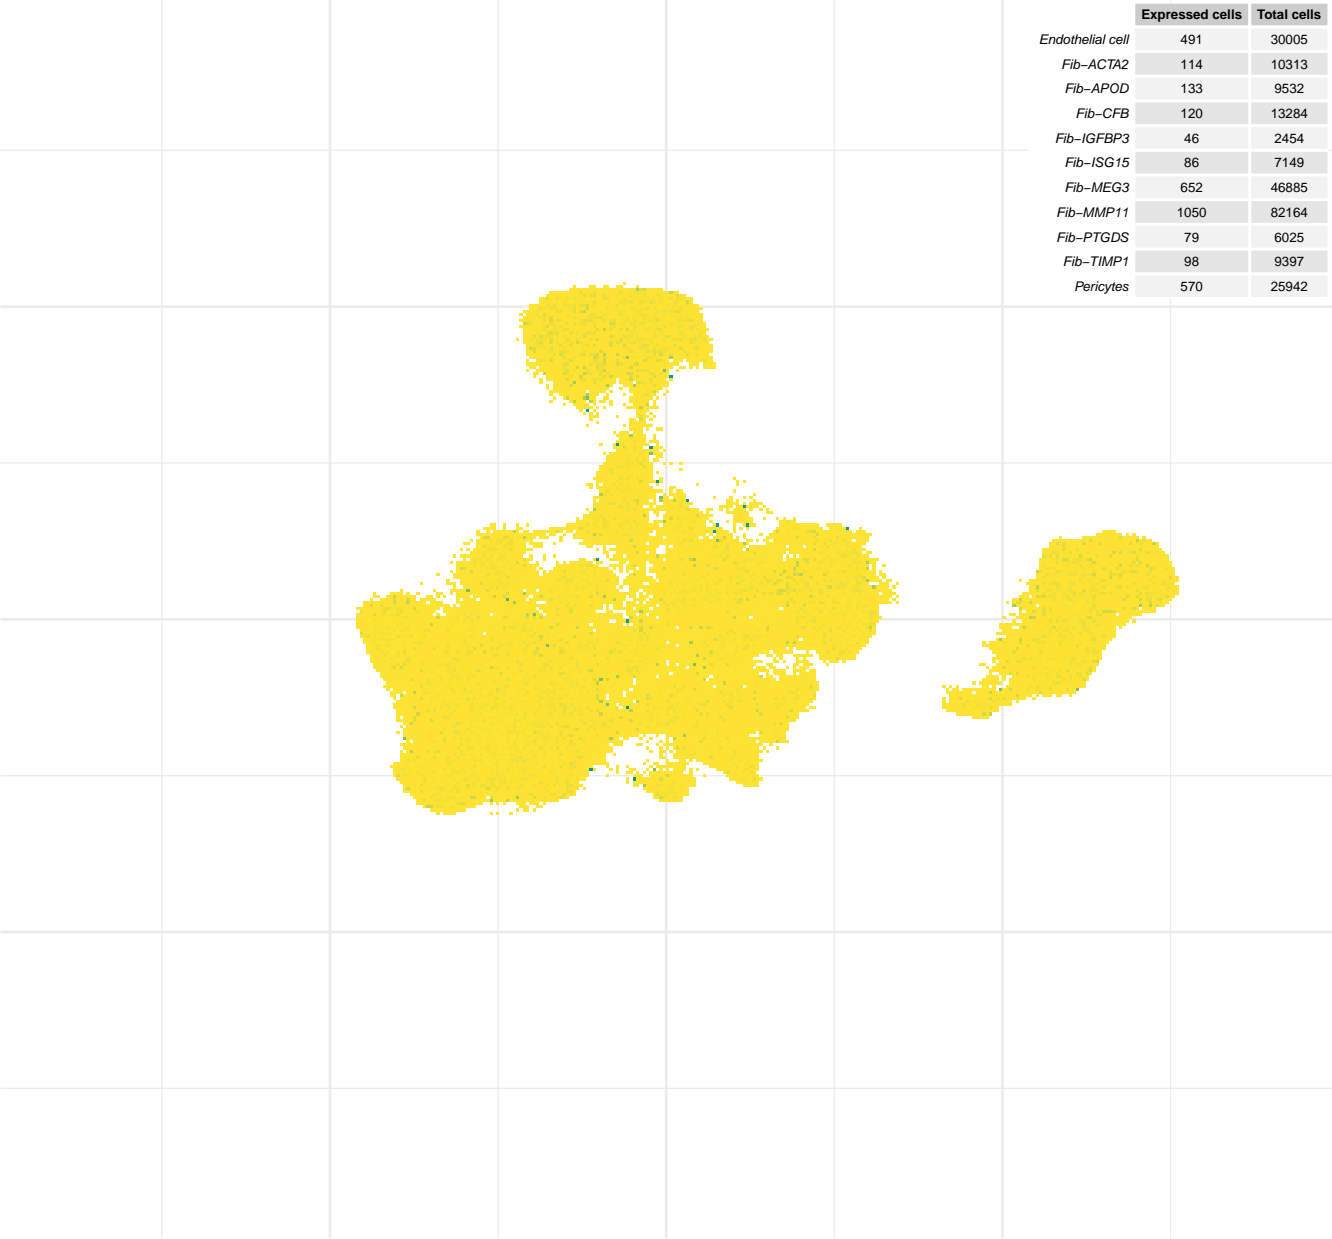 Expressed cells Total cells
Endothelial cell 491 30005
Fib−ACTA2 114 10313
Fib−APOD 133 9532
Fib−CFB 120 13284
Fib−IGFBP3 46 2454
Fib−ISG15 86 7149
Fib−MEG3 652 46885
Fib−MMP11 1050 82164
Fib−PTGDS 79 6025
Fib−TIMP1 98 9397
Pericytes 570 25942